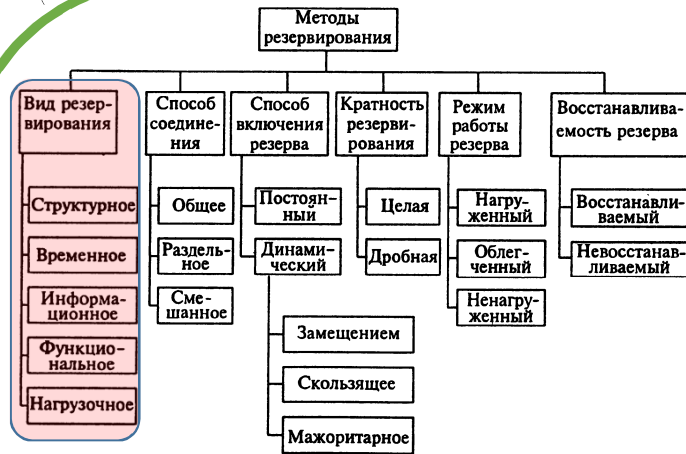 Методы
резервирования
Вид резер-
вирования
Структурное
Временное
Информа-
ционное
Функцио-
нальное
Нагрузочное
Способ
соедине-
ния
Общее
Раздель-
ное
Сме-
шанное
Способ
включения
резерва
Постоян-
ный
Динами-
ческий
Замещением
Скользящее
Мажоритарное
Кратность
резерви-
рования
Целая
Дробная
Режим
работы
резерва
Нагру-
женный
Облег-
ченный
Ненагру-
женный
Восстанавлива-
емость резерва
Восстанавли-
ваемый
Невосстанав-
ливаемый